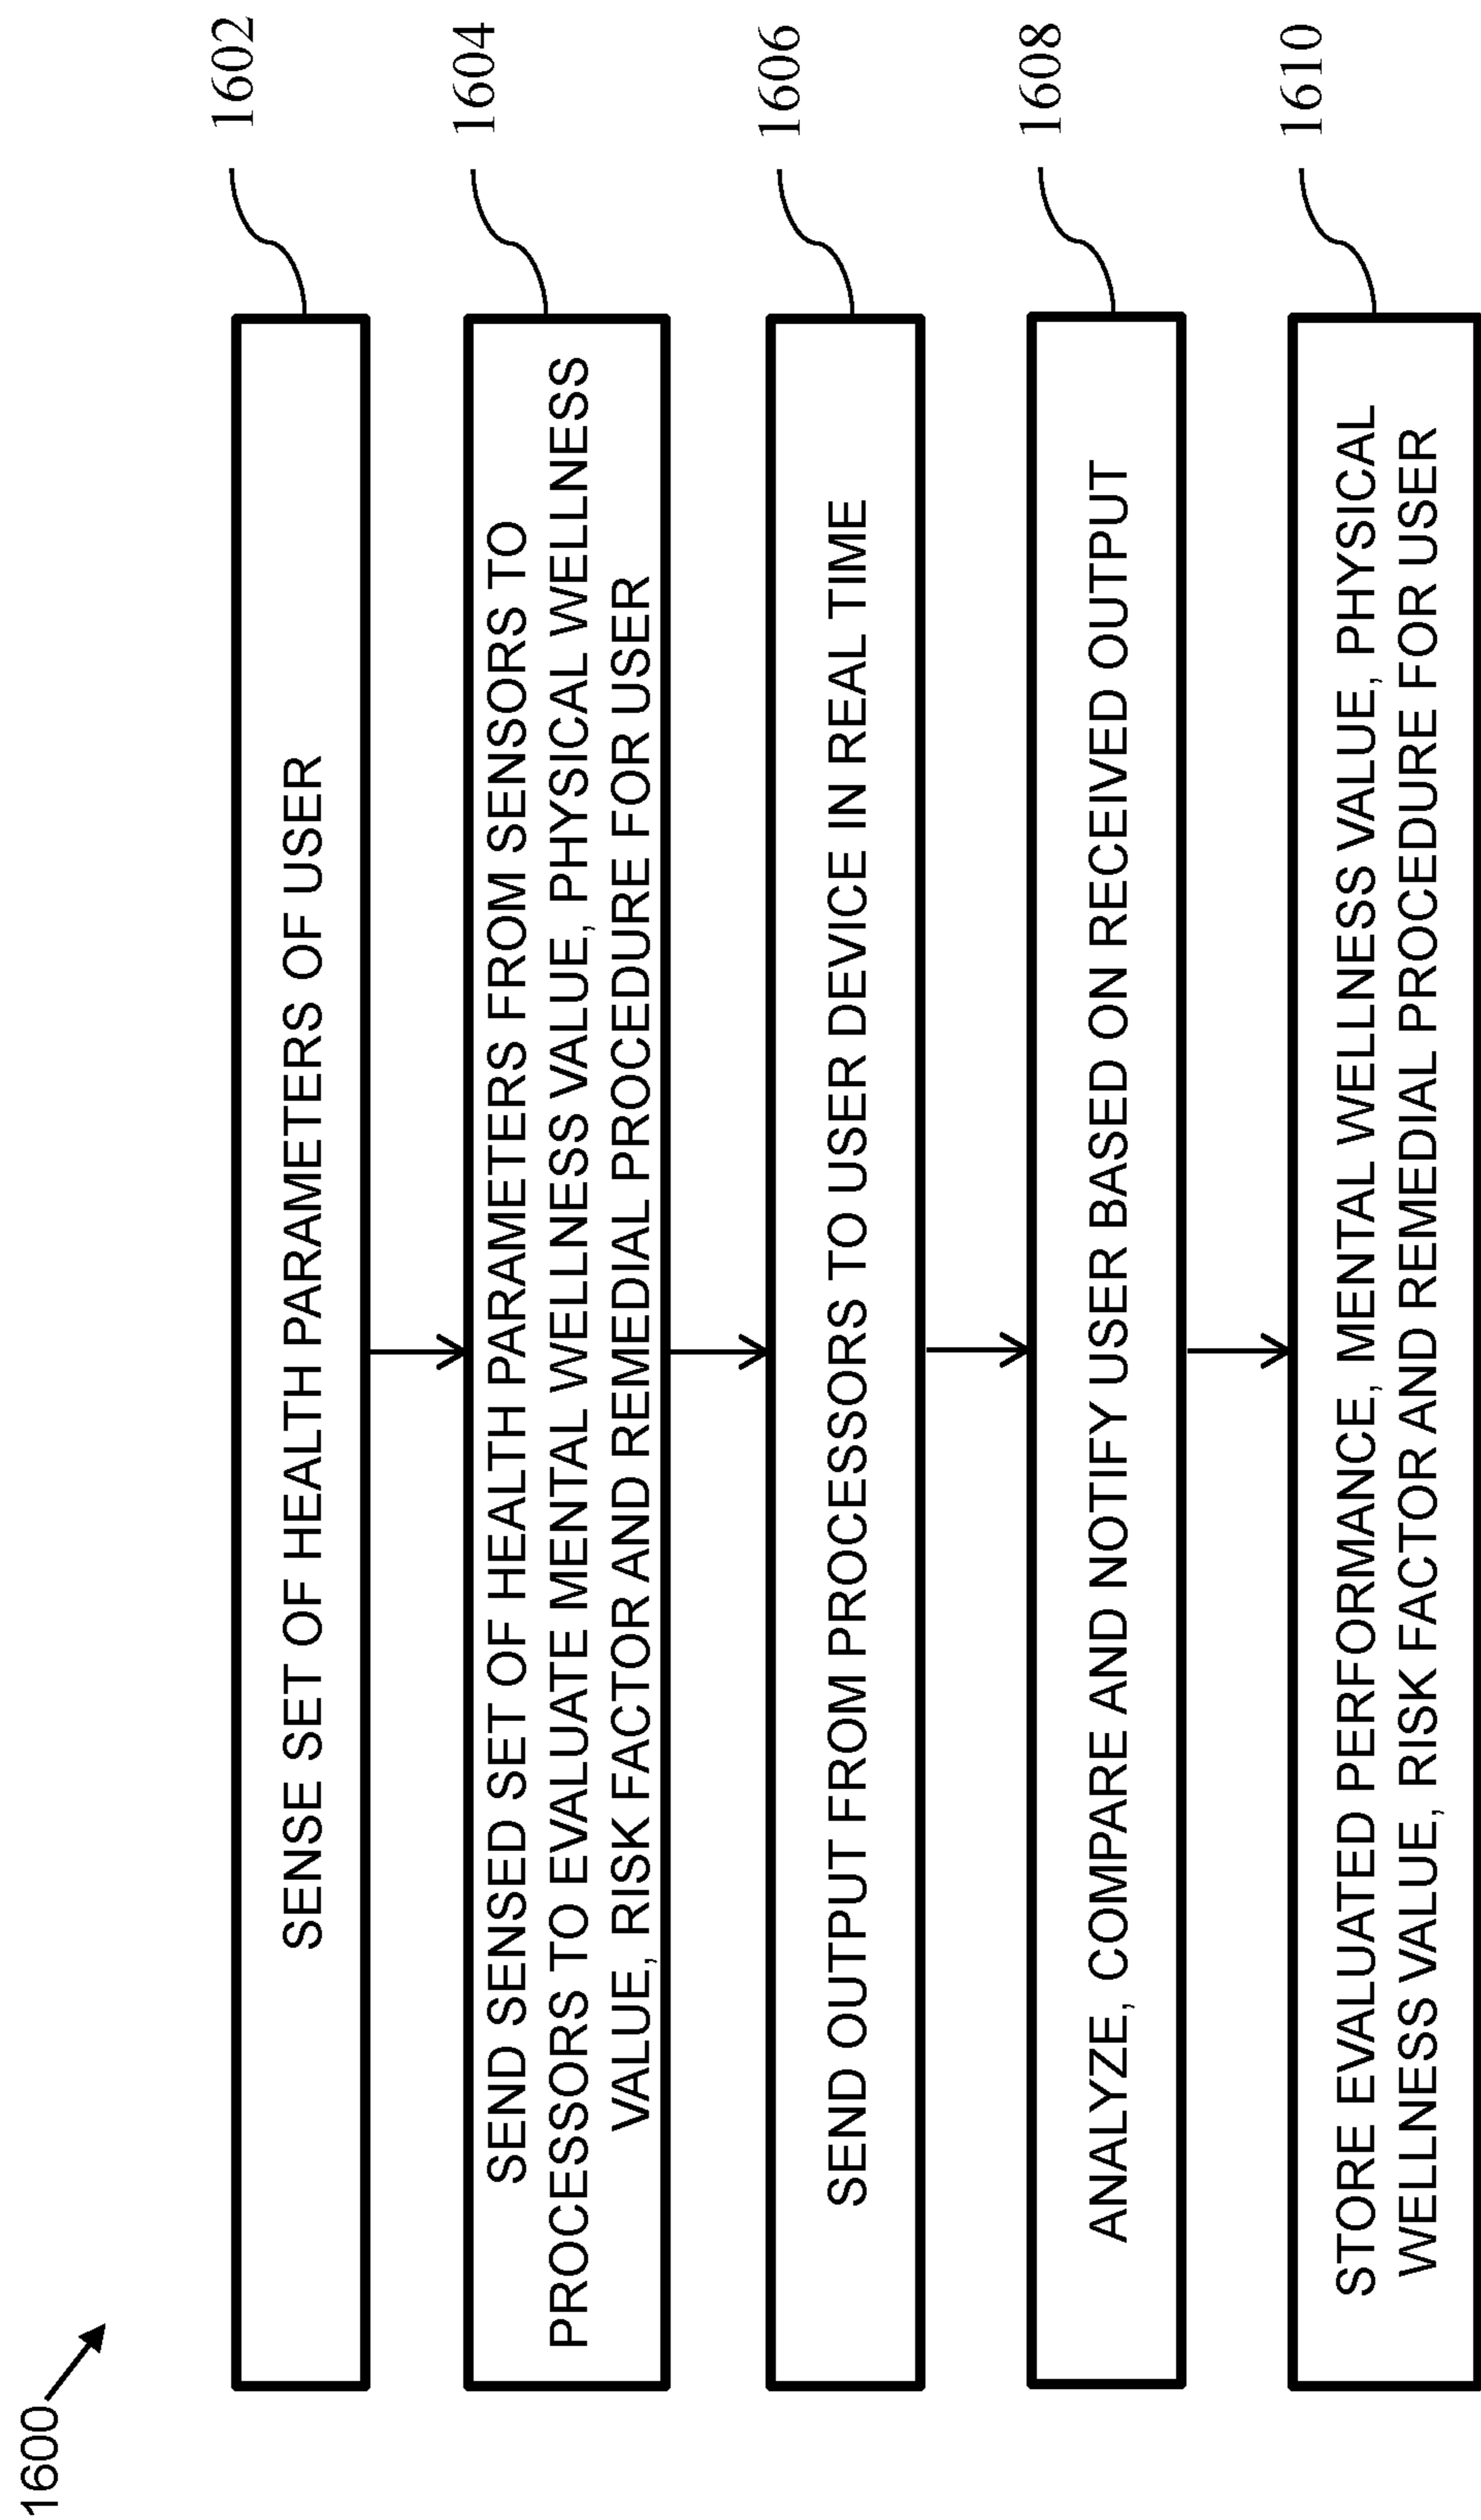 1600
SENSE SET OF HEALTH PARAMETERS OF USER
1602
SEND SENSED SET OF HEALTH PARAMETERS FROM SENSORS TO
PROCESSORS TO EVALUATE MENTAL WELLNESS VALUE, PHYSICAL WELLNESS
VALUE, RISK FACTOR AND REMEDIAL PROCEDURE FOR USER
1604
SEND OUTPUT FROM PROCESSORS TO USER DEVICE IN REAL TIME
1606
ANALYZE, COMPARE AND NOTIFY USER BASED ON RECEIVED OUTPUT
1608
STORE EVALUATED PERFORMANCE, MENTAL WELLNESS VALUE, PHYSICAL
WELLNESS VALUE, RISK FACTOR AND REMEDIAL PROCEDURE FOR USER
1610